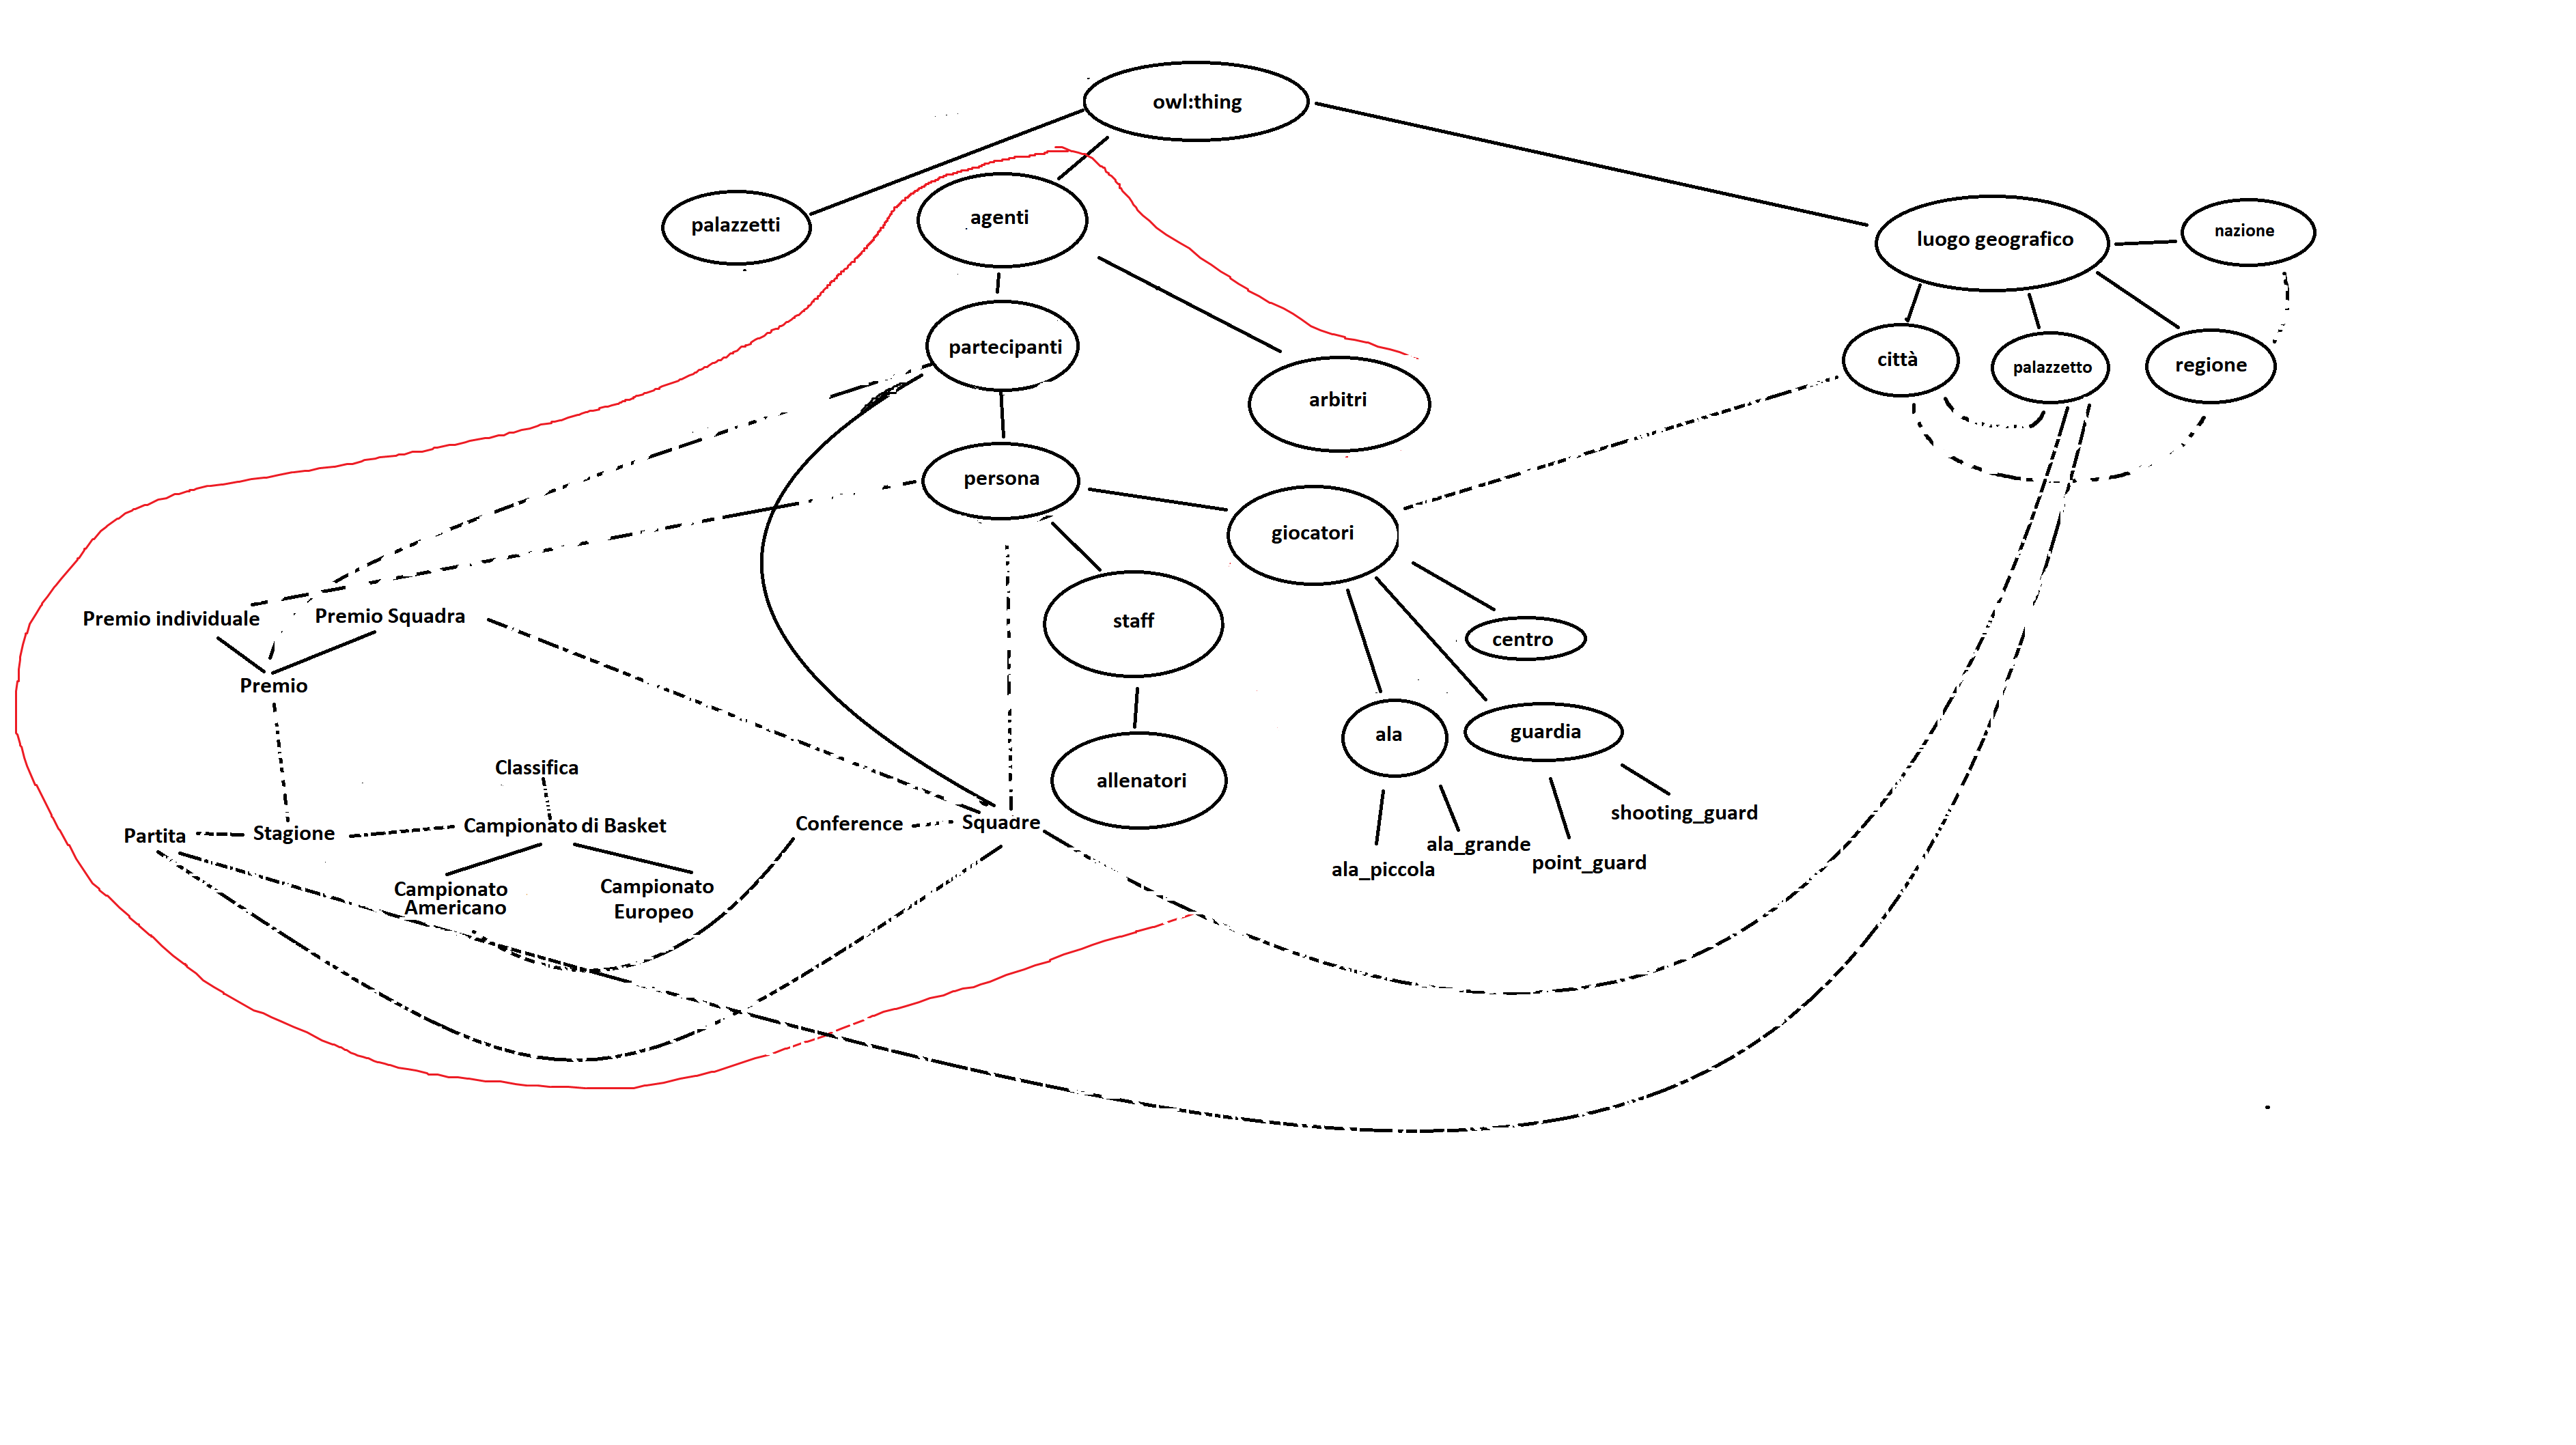 owl:thing
palazzetti
agenti
luogo geografico
nazione
partecipanti
arbitri
città
palazzetto
regione
persona
giocatori
Premio individuale
Premio Squadra
staff
centro
Premio
ala
guardia
Classifica
allenatori
shooting_guard
Partita
Stagione
Campionato di Basket
Conference
Squadre
ala_grande
ala_piccola
point_guard
Campionato
Americano
Campionato
Europeo